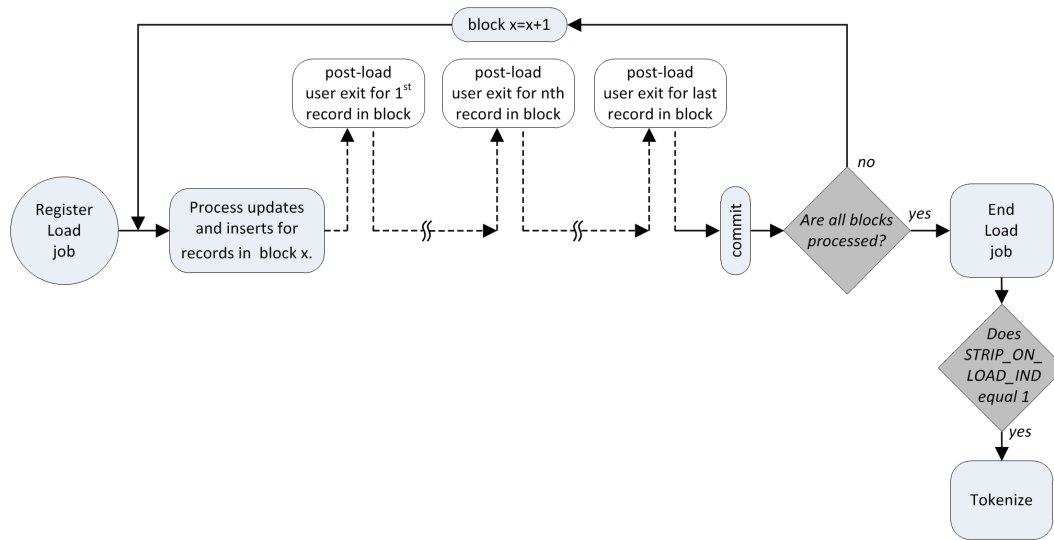 block x=x+1
post-load
user exit for 1st
record in block
post-load
user exit for nth
record in block
post-load
user exit for last
record in block
no
Register
Load
job
Process updates
and inserts for
records in  block x.
commit
Are all blocks
processed?
yes
End
Load
job
Does
STRIP_ON_
LOAD_IND
equal 1
yes
Tokenize